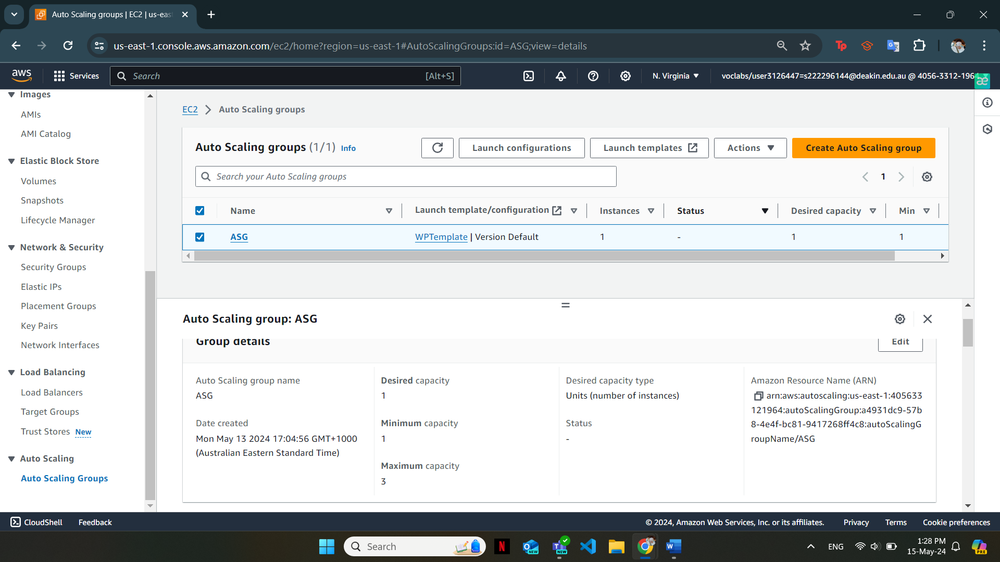 Auto Scaling groups | EC2 | us-eas
us-east-1.console.aws.amazon.com/ec2/home?region=us-east-1#AutoScalingGroups:id=ASG;view=details
aws Services Search [Alt+S] N. Virginia voclabs/user3126447=s222296144@deakin.edu.au @ 4056-3312-1964
Images
AMIs
AMI Catalog
Elastic Block Store
Volumes
Snapshots
Lifecycle Manager
Network & Security
Security Groups
Elastic IPs
Placement Groups
Key Pairs
Network Interfaces
Load Balancing
Load Balancers
Target Groups
Trust Stores New
Auto Scaling
Auto Scaling Groups
EC2 Auto Scaling groups
Auto Scaling groups (1/1) Info Launch configurations Launch templates Actions Create Auto Scaling group
Search your Auto Scaling groups 1
Name Launch template/configuration Instances Status Desired capacity Min
ASG WPTemplate | Version Default 1 - 1 1
Auto Scaling group: ASG
Group details Edit
Auto Scaling group name
ASG
Date created
Mon May 13 2024 17:04:56 GMT+1000
(Australian Eastern Standard Time)
Desired capacity
1
Minimum capacity
1
Maximum capacity
3
Desired capacity type
Units (number of instances)
Status
-
Amazon Resource Name (ARN)
arn:aws:autoscaling:us-east-1:405633
121964:autoScalingGroup:a4931dc9-57b
8-4e4f-bc81-9417268ff4c8:autoScalingG
roupName/ASG
CloudShell Feedback © 2024, Amazon Web Services, Inc. or its affiliates. Privacy Terms Cookie preferences
Search ENG 1:28 PM
15-May-24